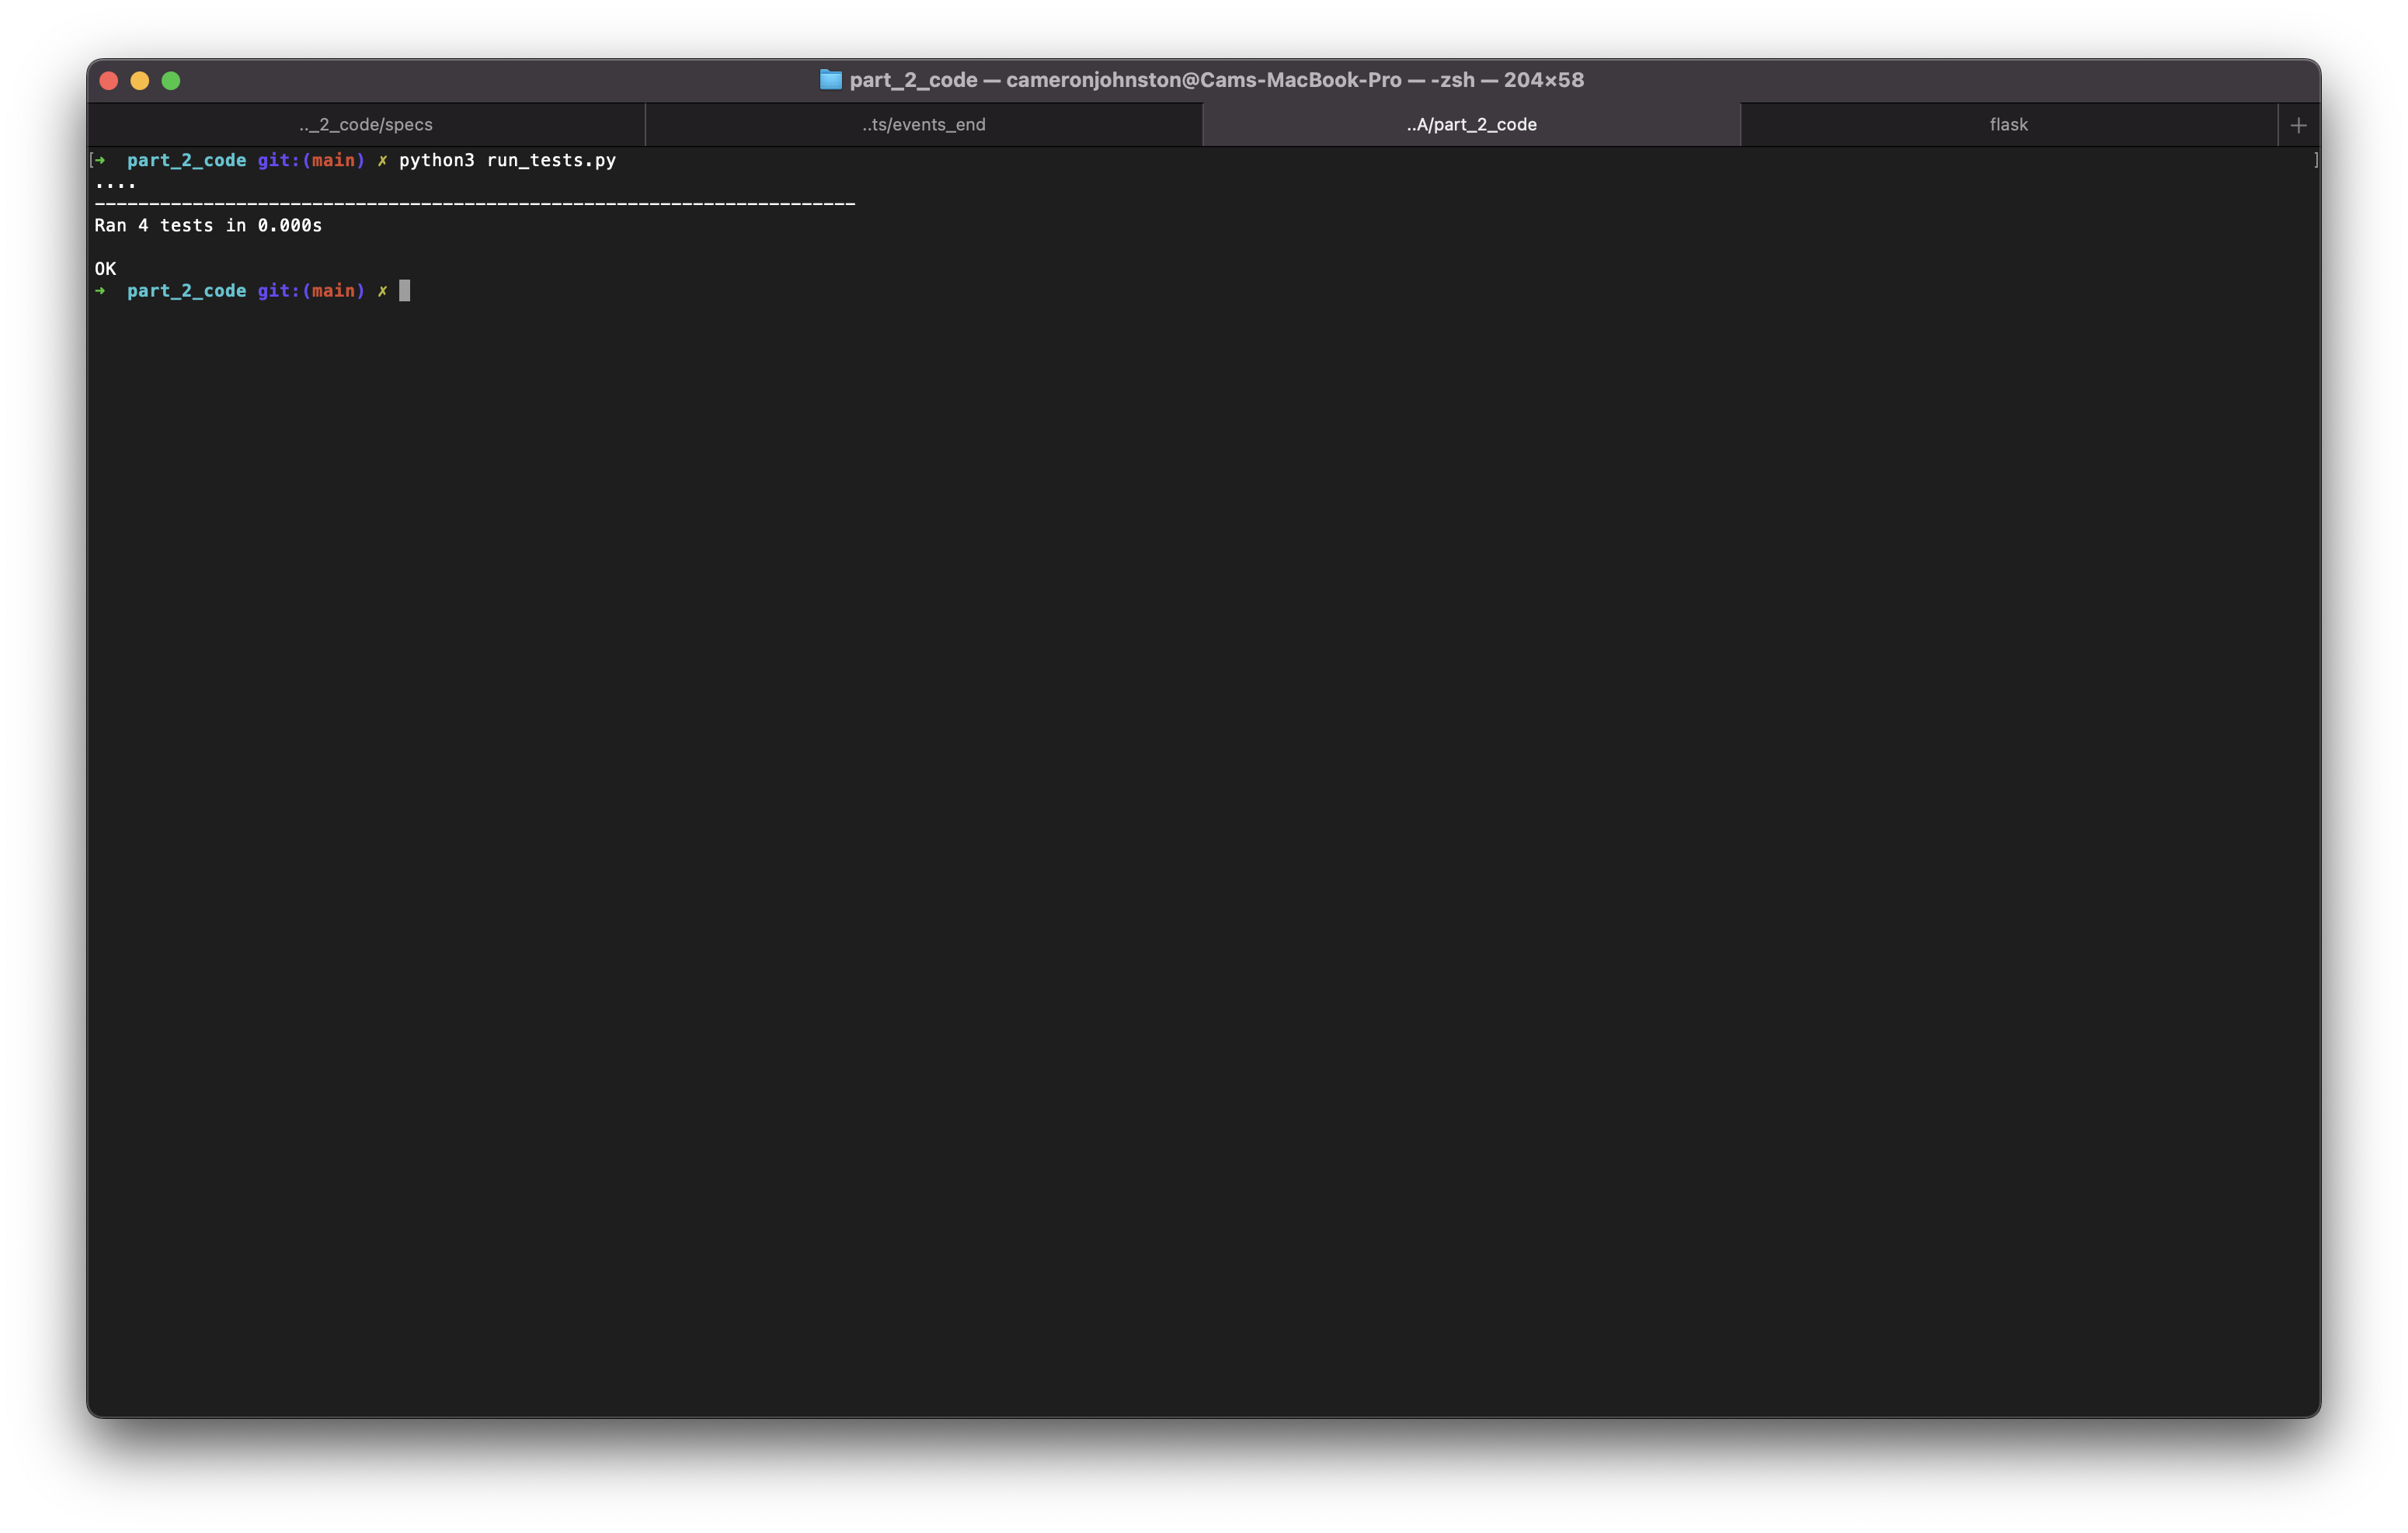 part_2_code — cameronjohnston@Cams-MacBook-Pro — -zsh — 204×58
.._2_code/specs
..ts/events_end
..A/part_2_code
flask
+
[➜  part_2_code git:(main) ✗ python3 run_tests.py ]
....
----------------------------------------------------------------------
Ran 4 tests in 0.000s
OK
➜  part_2_code git:(main) ✗